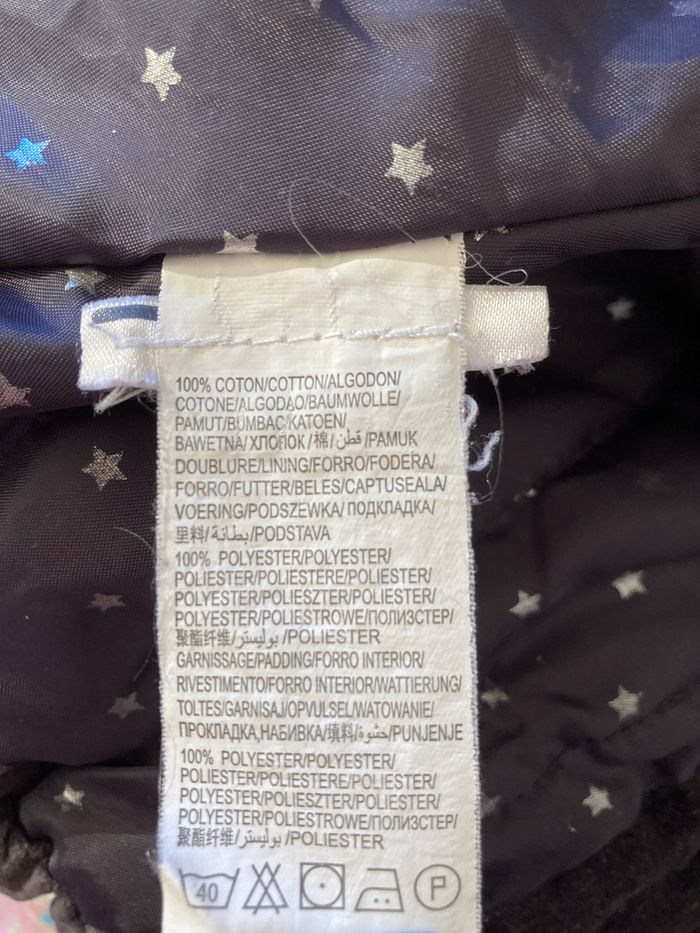 100% COTON/COTTON/ALGODON/
COTONE/ALGODAO/BAUMWOLLE/
PAMUT/BUMBAC/KATOEN/
BAWEŁNA/ХЛОПОК/棉/قطن/PAMUK
DOUBLURE/LINING/FORRO/FODERA/
FORRO/FUTTER/BELES/CAPTUSEALA/
VOERING/PODSZEWKA/ПОДКЛАДКА/
里料/بطانة/PODSTAVA
100% POLYESTER/POLYESTER/
POLIESTER/POLIESTERE/POLIESTER/
POLYESTER/POLIESZTER/POLIESTER/
POLYESTER/POLIESTROWE/ПОЛИЭСТЕР/
聚酯纤维/بوليستر/POLIESTER
GARNISSAGE/PADDING/FORRO INTERIOR/
RIVESTIMENTO/FORRO INTERIOR/WATTIERUNG/
TOLTES/GARNISAJ/OPVULSEL/WATOWANIE/
ПРОКЛАДКА,НАБИВКА/填料/حشوة/PUNJENJE
100% POLYESTER/POLYESTER/
POLIESTER/POLIESTERE/POLIESTER/
POLYESTER/POLIESZTER/POLIESTER/
POLYESTER/POLIESTROWE/ПОЛИЭСТЕР/
聚酯纤维/بوليستر/POLIESTER
40 P